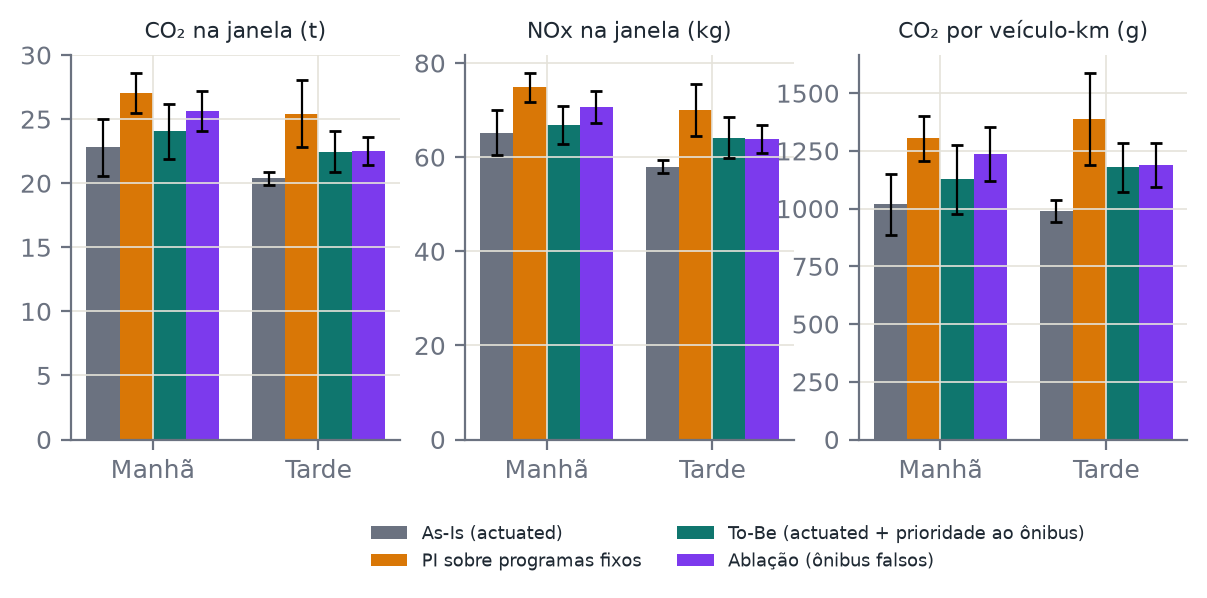 CO₂ na janela (t)
30
25
20
15
10
5
0
Manhã Tarde
NOx na janela (kg)
80
60
40
20
0
Manhã Tarde
CO₂ por veículo-km (g)
1500
1250
1000
750
500
250
0
Manhã Tarde
As-Is (actuated)
PI sobre programas fixos
To-Be (actuated + prioridade ao ônibus)
Ablação (ônibus falsos)